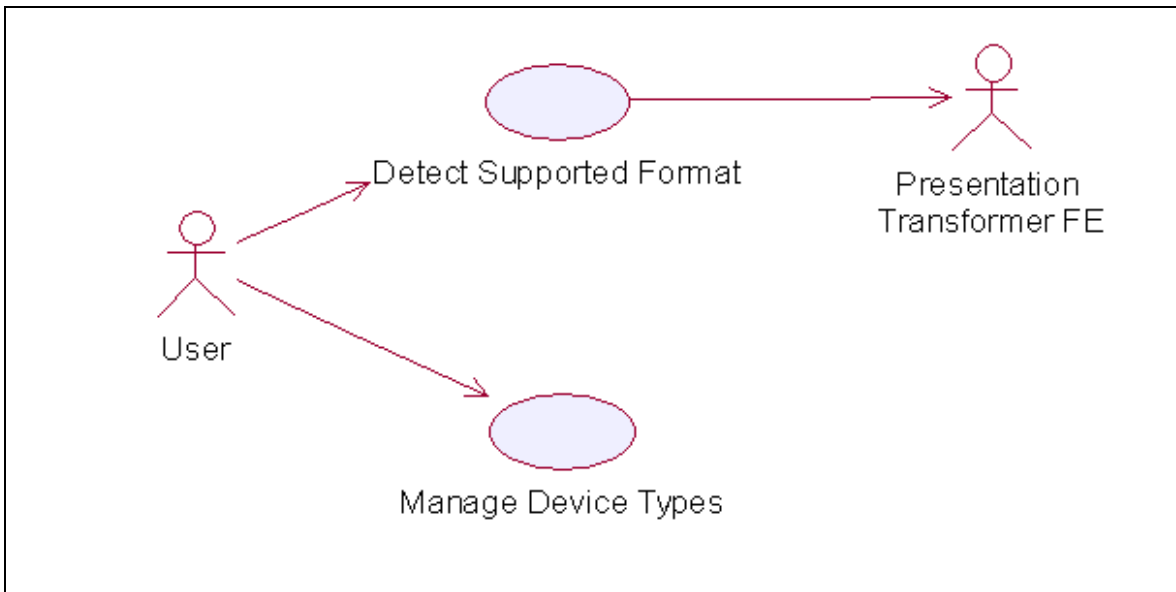 Detect Supported Format
Presentation
Transformer FE
User
Manage Device Types